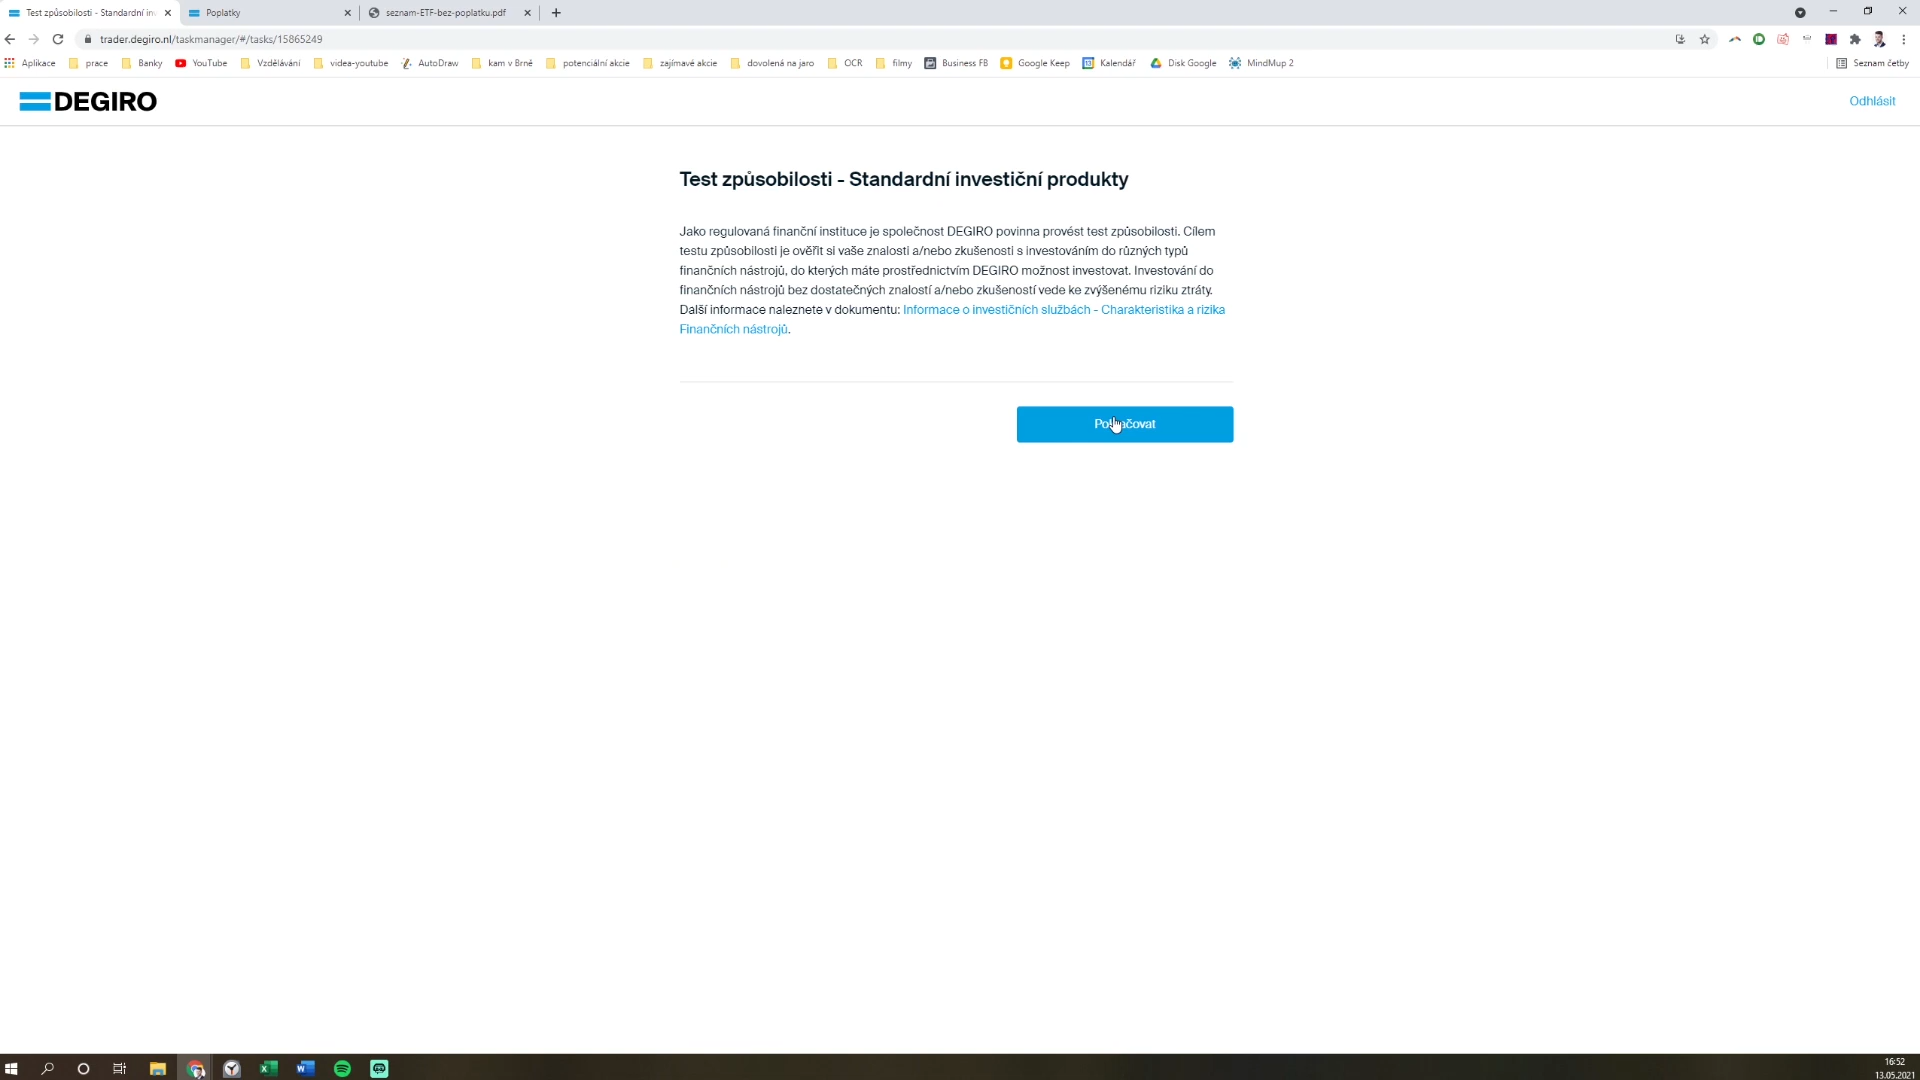 Test způsobilosti - Standardní in
Poplatky
seznam-ETF-bez-poplatku.pdf
trader.degiro.nl/taskmanager/#/tasks/15865249
Aplikace
prace
Banky
YouTube
Vzdělávání
videa-youtube
AutoDraw
kam v Brně
potenciální akcie
zajímavé akcie
dovolená na jaro
OCR
filmy
Business FB
Google Keep
Kalendář
Disk Google
MindMup 2
Seznam četby
DEGIRO
Odhlásit
Test způsobilosti - Standardní investiční produkty
Jako regulovaná finanční instituce je společnost DEGIRO povinna provést test způsobilosti. Cílem
testu způsobilosti je ověřit si vaše znalosti a/nebo zkušenosti s investováním do různých typů
finančních nástrojů, do kterých máte prostřednictvím DEGIRO možnost investovat. Investování do
finančních nástrojů bez dostatečných znalostí a/nebo zkušeností vede ke zvýšenému riziku ztráty.
Další informace naleznete v dokumentu: Informace o investičních službách - Charakteristika a rizika
Finančních nástrojů.
Pokračovat
16:52
13.05.2021